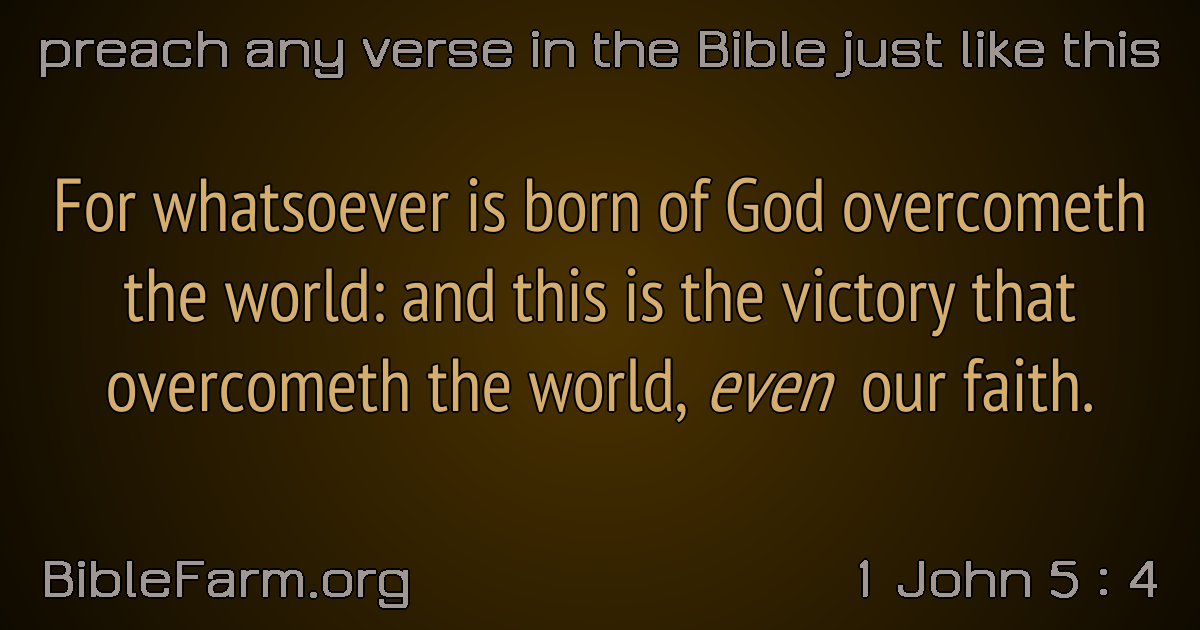 preach any verse in the Bible just like this
For whatsoever is born of God overcometh
the world: and this is the victory that
overcometh the world, even our faith.
BibleFarm.org
1 John 5 : 4